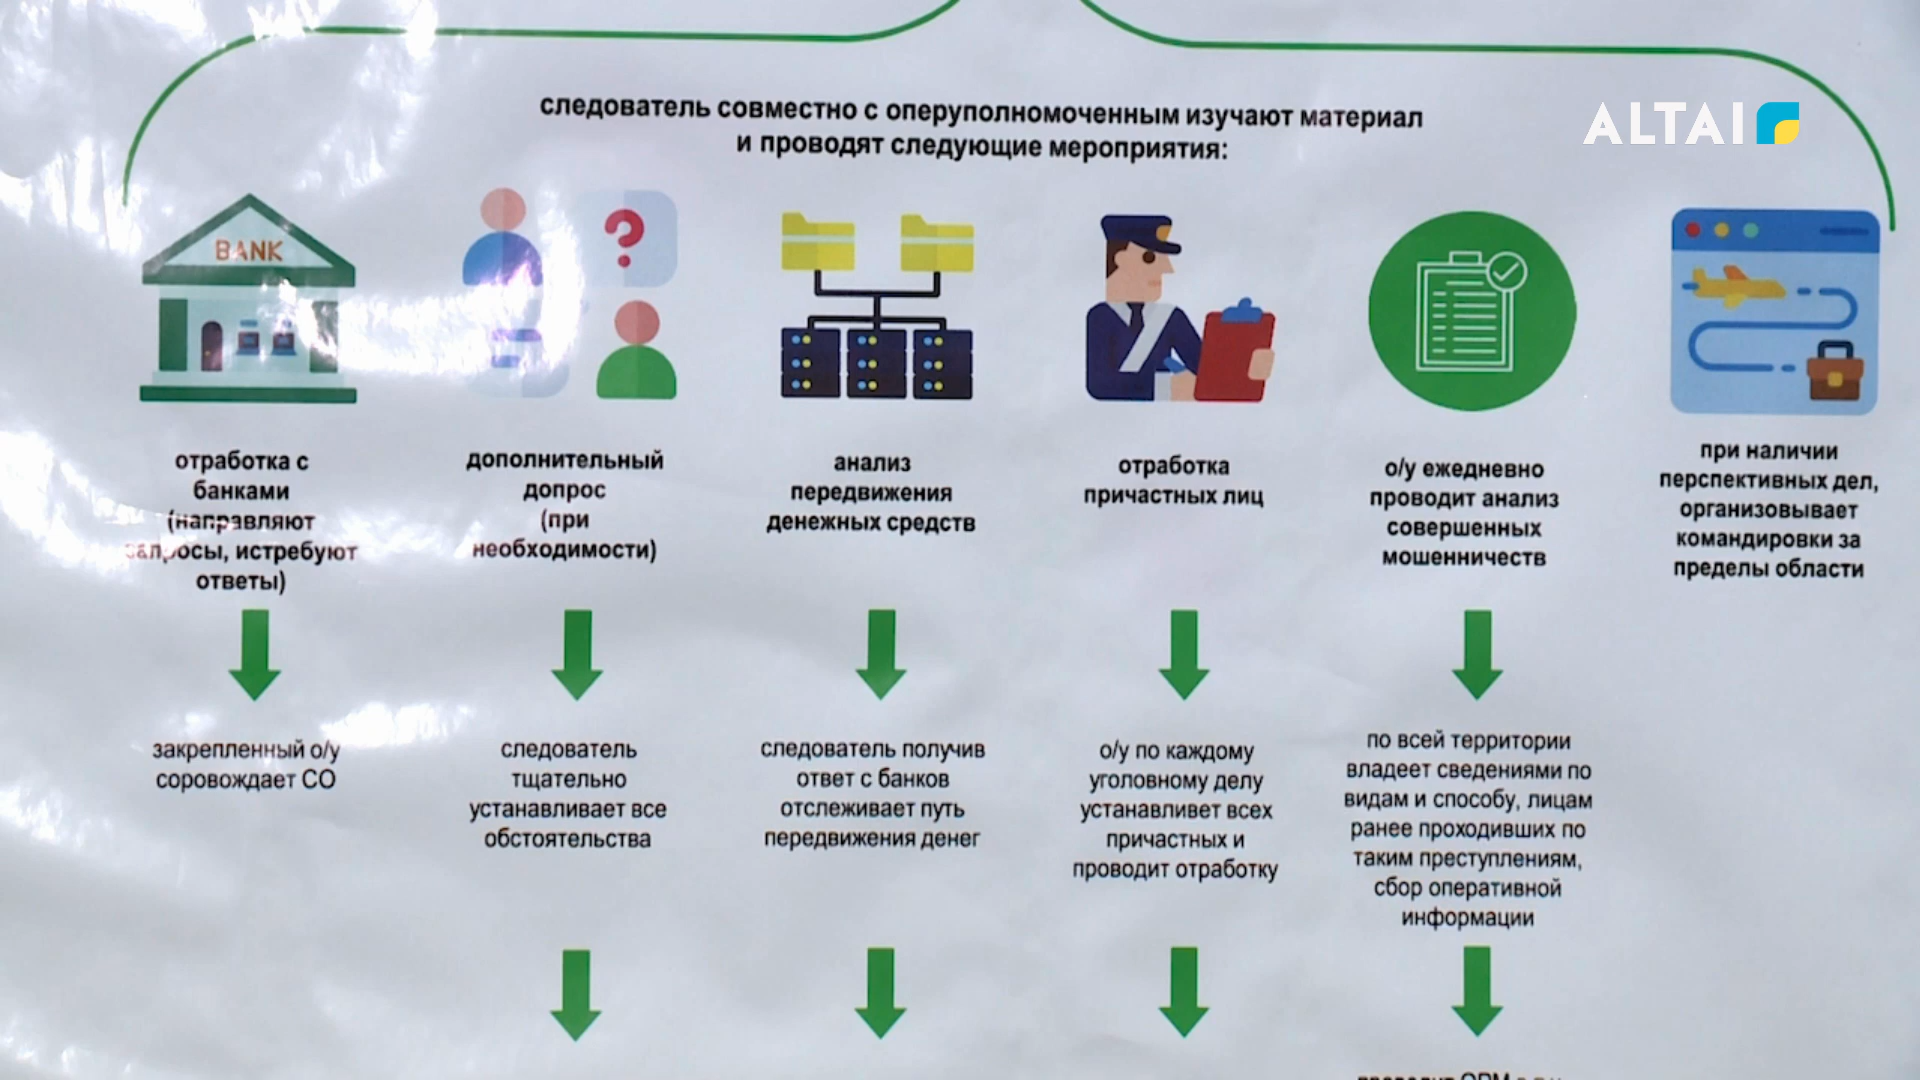 следователь совместно с оперуполномоченным изучают материал
и проводят следующие мероприятия:
ALTAI
BANK
?
отработка с
банками
(направляют
запросы, истребуют
ответы)
дополнительный
допрос
(при
необходимости)
анализ
передвижения
денежных средств
отработка
причастных лиц
о/у ежедневно
проводит анализ
совершенных
мошенничеств
при наличии
перспективных дел,
организовывает
командировки за
пределы области
закрепленный о/у
соровождает СО
следователь
тщательно
устанавливает все
обстоятельства
следователь получив
ответ с банков
отслеживает путь
передвижения денег
о/у по каждому
уголовному делу
устанавливет всех
причастных и
проводит отработку
по всей территории
владеет сведениями по
видам и способу, лицам
ранее проходивших по
таким преступлениям,
сбор оперативной
информации